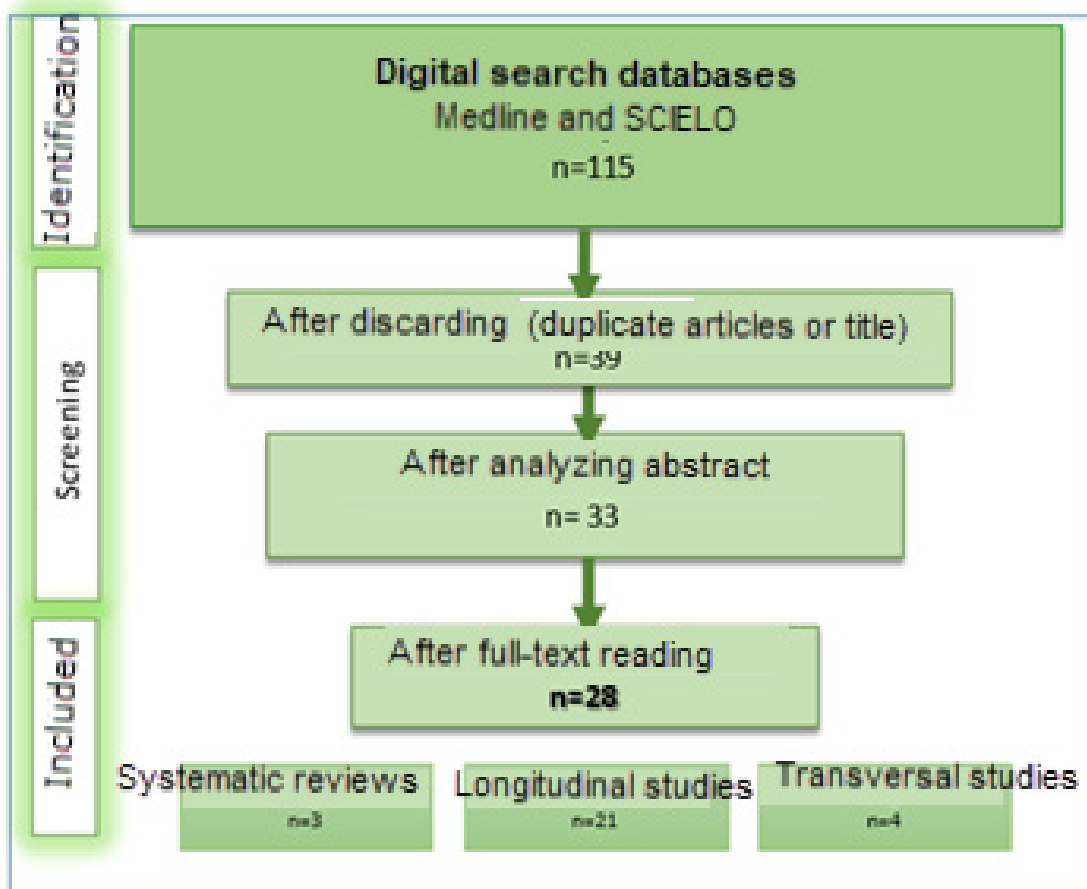 Identification
Digital search databases
Medline and SCIELO
n=115
Screening
After discarding (duplicate articles or title)
n=39
After analyzing abstract
n= 33
Included
After full-text reading
n=28
Systematic reviews
n=3
Longitudinal studies
n=21
Transversal studies
n=4